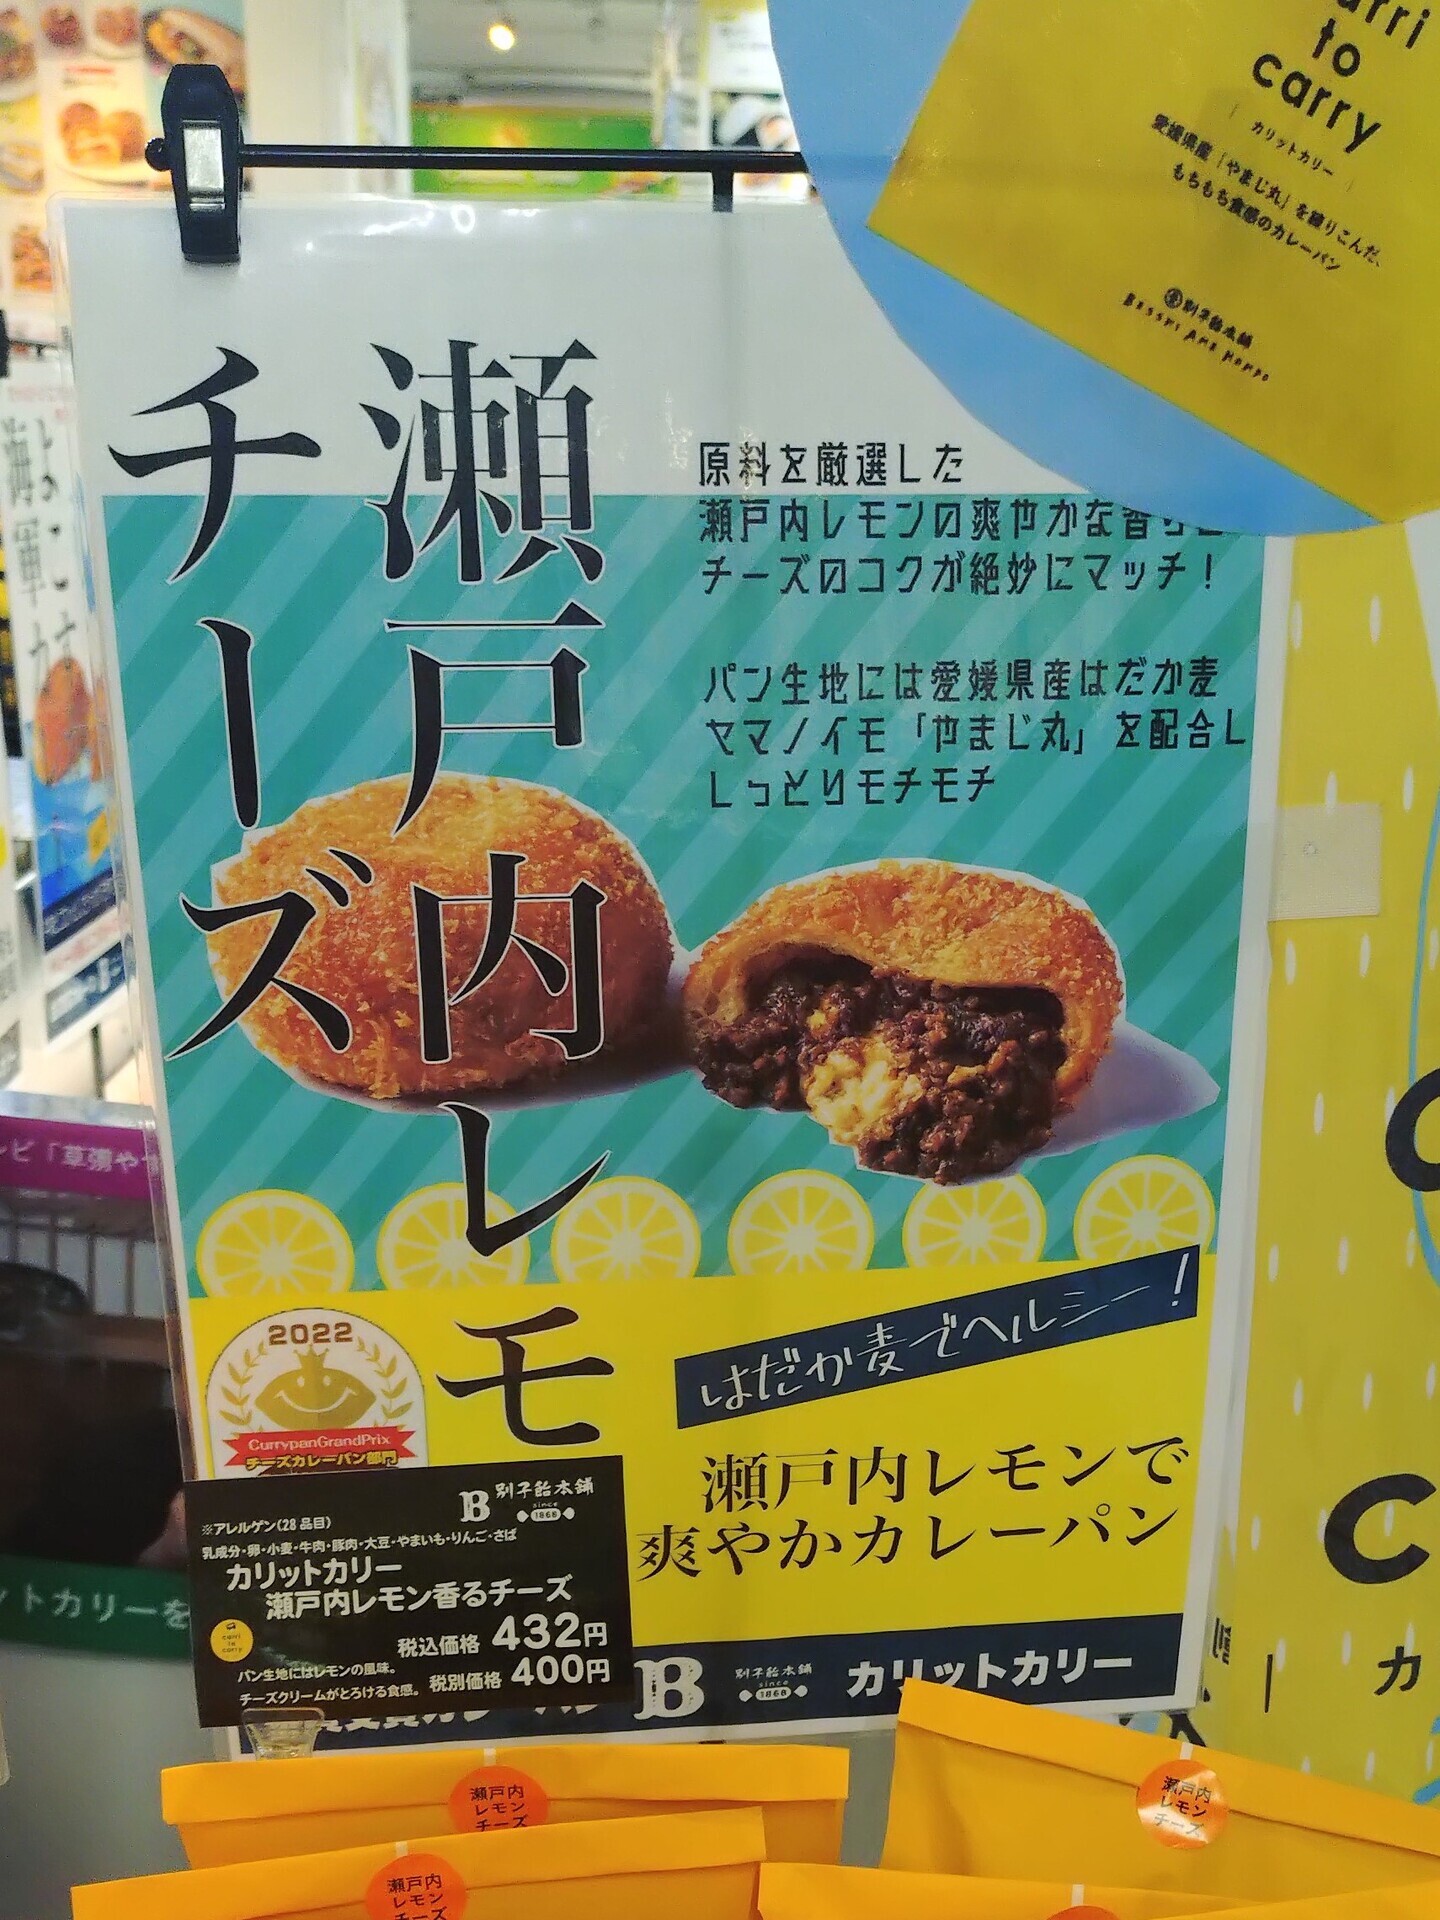 to
carry
カリットカリー
愛媛県産「やまじ丸」を練りこんだ、
もちもち食感のカレーパン
別子飴本舗
BESSHI AME HONPO
瀬戸内レモ
チーズ
原料を厳選した
瀬戸内レモンの爽やかな香りと
チーズのコクが絶妙にマッチ！
パン生地には愛媛県産はだか麦
ヤマノイモ「やまじ丸」を配合し
しっとりモチモチ
はだか麦でヘルシー！
瀬戸内レモンで
爽やかカレーパン
2022
CurrypanGrandPrix
チーズカレーパン部門
B 別子飴本舗
since
1868
※アレルゲン(28品目)
乳成分・卵・小麦・牛肉・豚肉・大豆・やまいも・りんご・さば
カリットカリー
瀬戸内レモン香るチーズ
税込価格 432円
パン生地にはレモンの風味。
税別価格 400円
チーズクリームがとろける食感。
B 別子飴本舗
since
1868
カリットカリー
ットカリーを
瀬戸内
レモン
チーズ
瀬戸内
レモン
チーズ
瀬戸内
レモン
チーズ